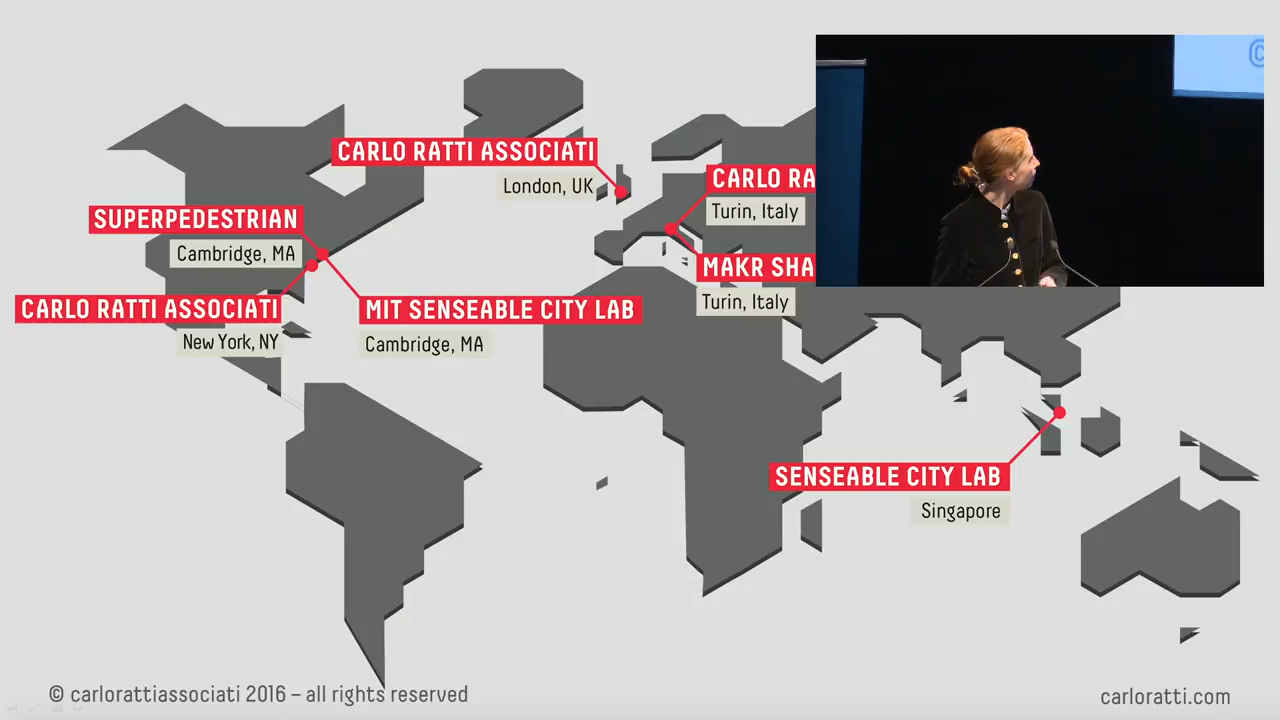 CARLO RATTI ASSOCIATI
London, UK
CARLO RA
Turin, Italy
SUPERPEDESTRIAN
Cambridge, MA
MAKR SHA
Turin, Italy
CARLO RATTI ASSOCIATI
New York, NY
MIT SENSEABLE CITY LAB
Cambridge, MA
SENSEABLE CITY LAB
Singapore
© carlorattiassociati 2016 – all rights reserved
carloratti.com
©